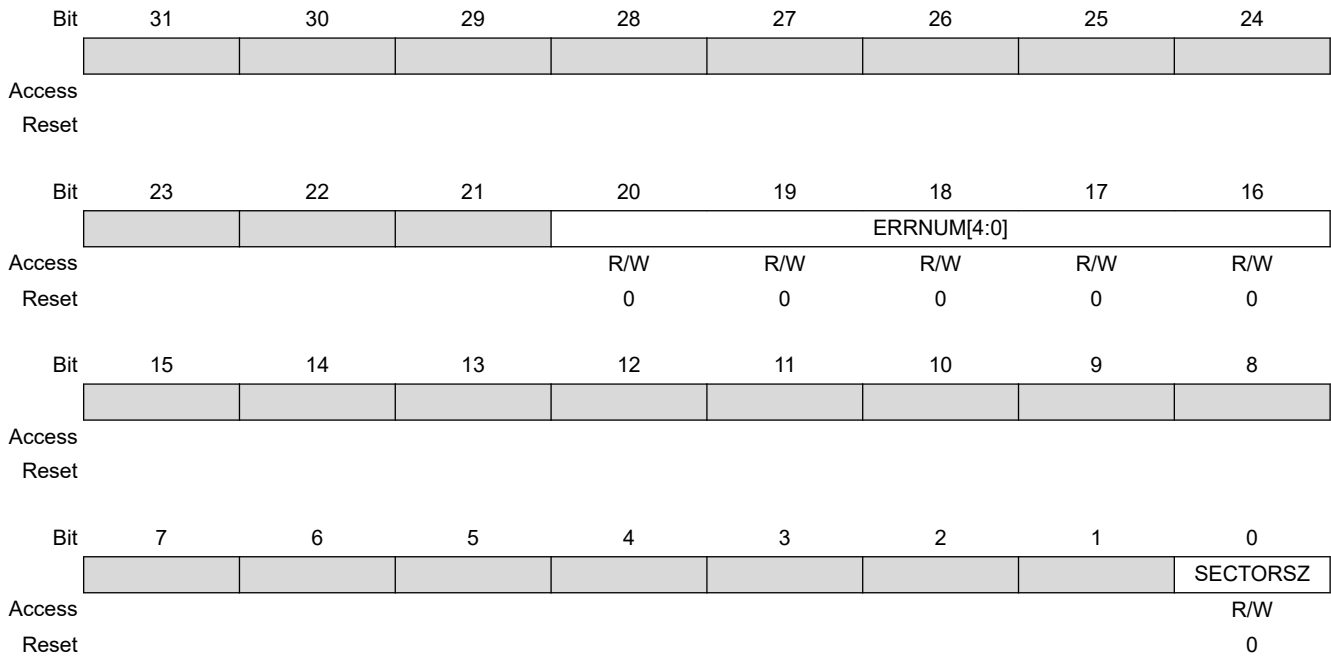 Bit 31 30 29 28 27 26 25 24
Access
Reset
Bit 23 22 21 20 19 18 17 16
ERRNUM[4:0]
Access R/W R/W R/W R/W R/W
Reset 0 0 0 0 0
Bit 15 14 13 12 11 10 9 8
Access
Reset
Bit 7 6 5 4 3 2 1 0
SECTORSZ
Access R/W
Reset 0